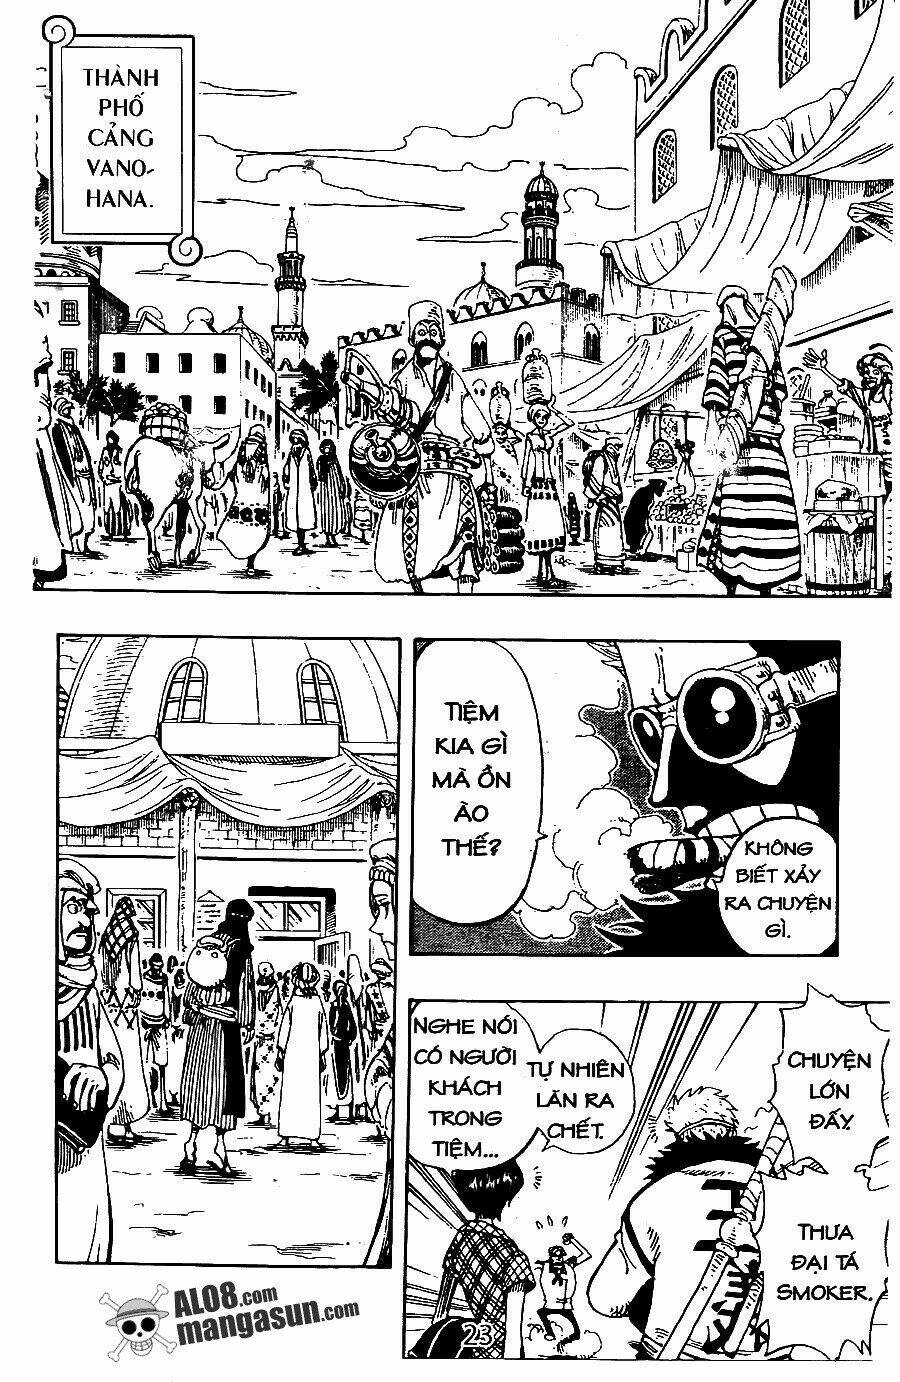 THÀNH
PHỐ
CẢNG
VANO-
HANA.
TIỆM
KIA GÌ
MÀ ỒN
ÀO
THẾ?
KHÔNG
BIẾT XẢY
RA CHUYỆN
GÌ.
CHUYỆN
LỚN
ĐẤY
THƯA
ĐẠI TÁ
SMOKER.
TỰ NHIÊN
LĂN RA
CHẾT.
NGHE NÓI
CÓ NGƯỜI
KHÁCH
TRONG
TIỆM...
23
AL08.com
mangasun.com